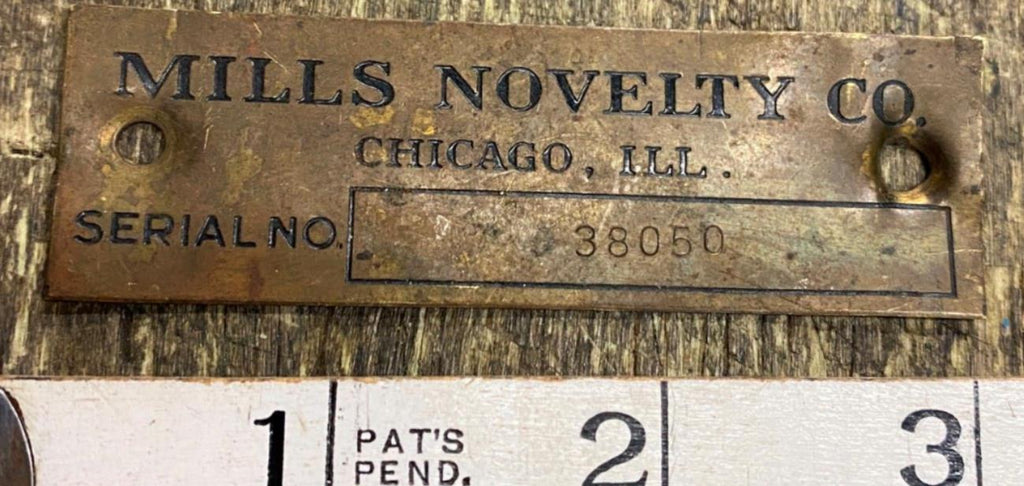 MILLS NOVELTY CO.
CHICAGO, ILL.
SERIAL NO. 38050
1 PAT'S 2 3
PEND.